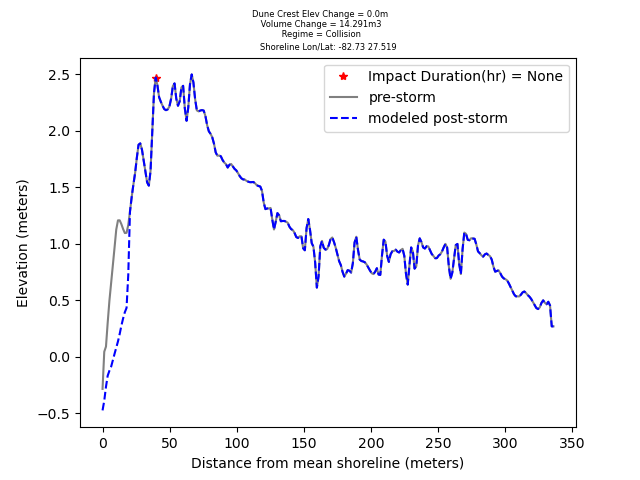 Dune Crest Elev Change = 0.0m
Volume Change = 14.291m3
Regime = Collision
Shoreline Lon/Lat: -82.73 27.519
Impact Duration(hr) = None
pre-storm
modeled post-storm
2.5
2.0
1.5
1.0
0.5
0.0
−0.5
Elevation (meters)
0 50 100 150 200 250 300 350
Distance from mean shoreline (meters)